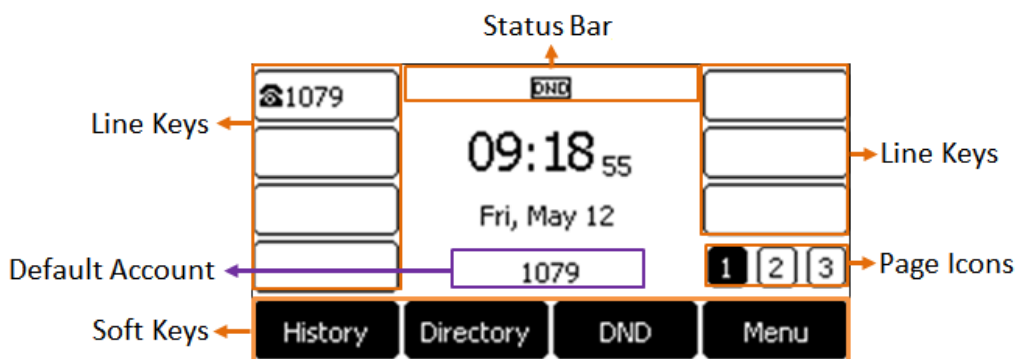 Status Bar
☎1079
DND
Line Keys
09:18 55
Line Keys
Fri, May 12
Default Account
1079
1 2 3
Page Icons
Soft Keys
History Directory DND Menu